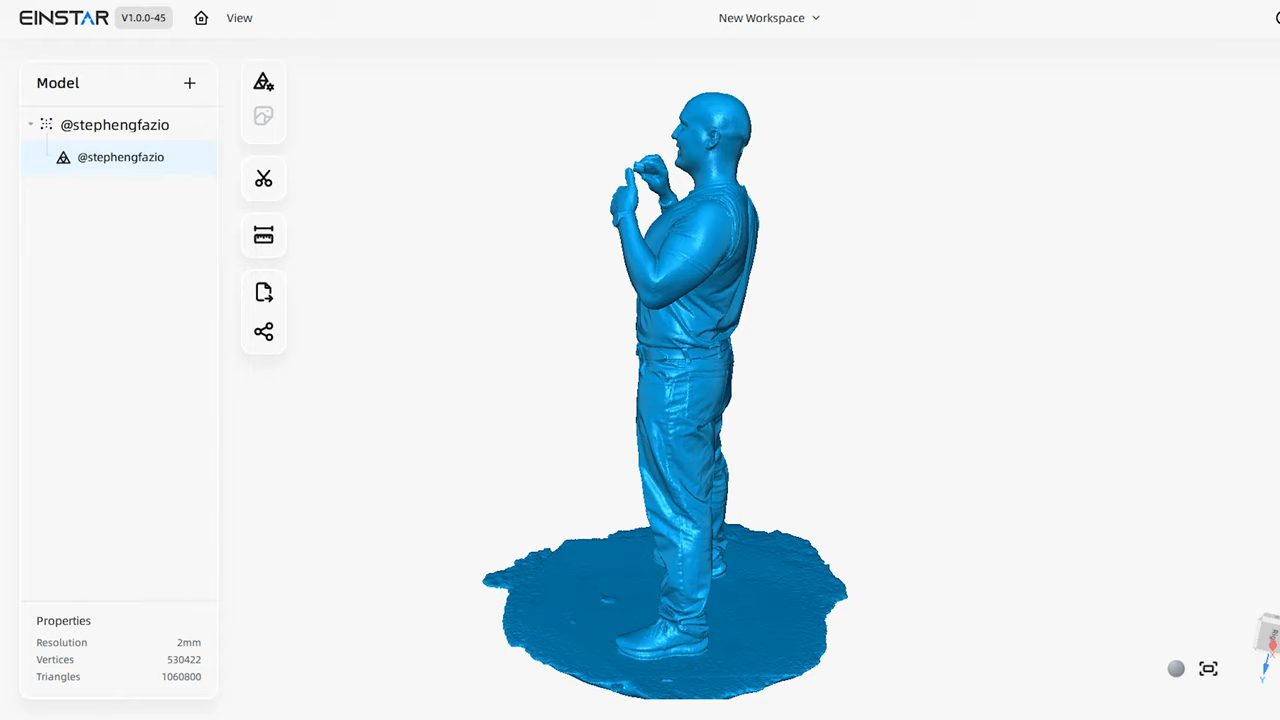 EINSTAR V1.0.0-45 View New Workspace
Model
@stephengfazio
@stephengfazio
Properties
Resolution 2mm
Vertices 530422
Triangles 1060800
Y